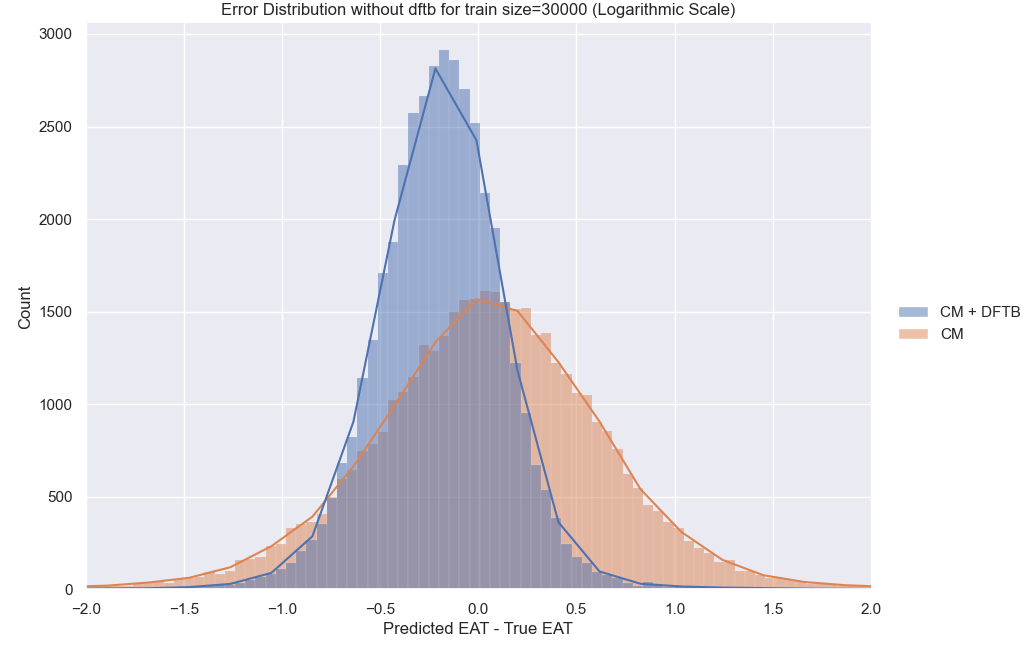 Error Distribution without dftb for train size=30000 (Logarithmic Scale)
3000
2500
2000
1500
1000
500
0
Count
−2.0 −1.5 −1.0 −0.5 0.0 0.5 1.0 1.5 2.0
Predicted EAT - True EAT
CM + DFTB
CM